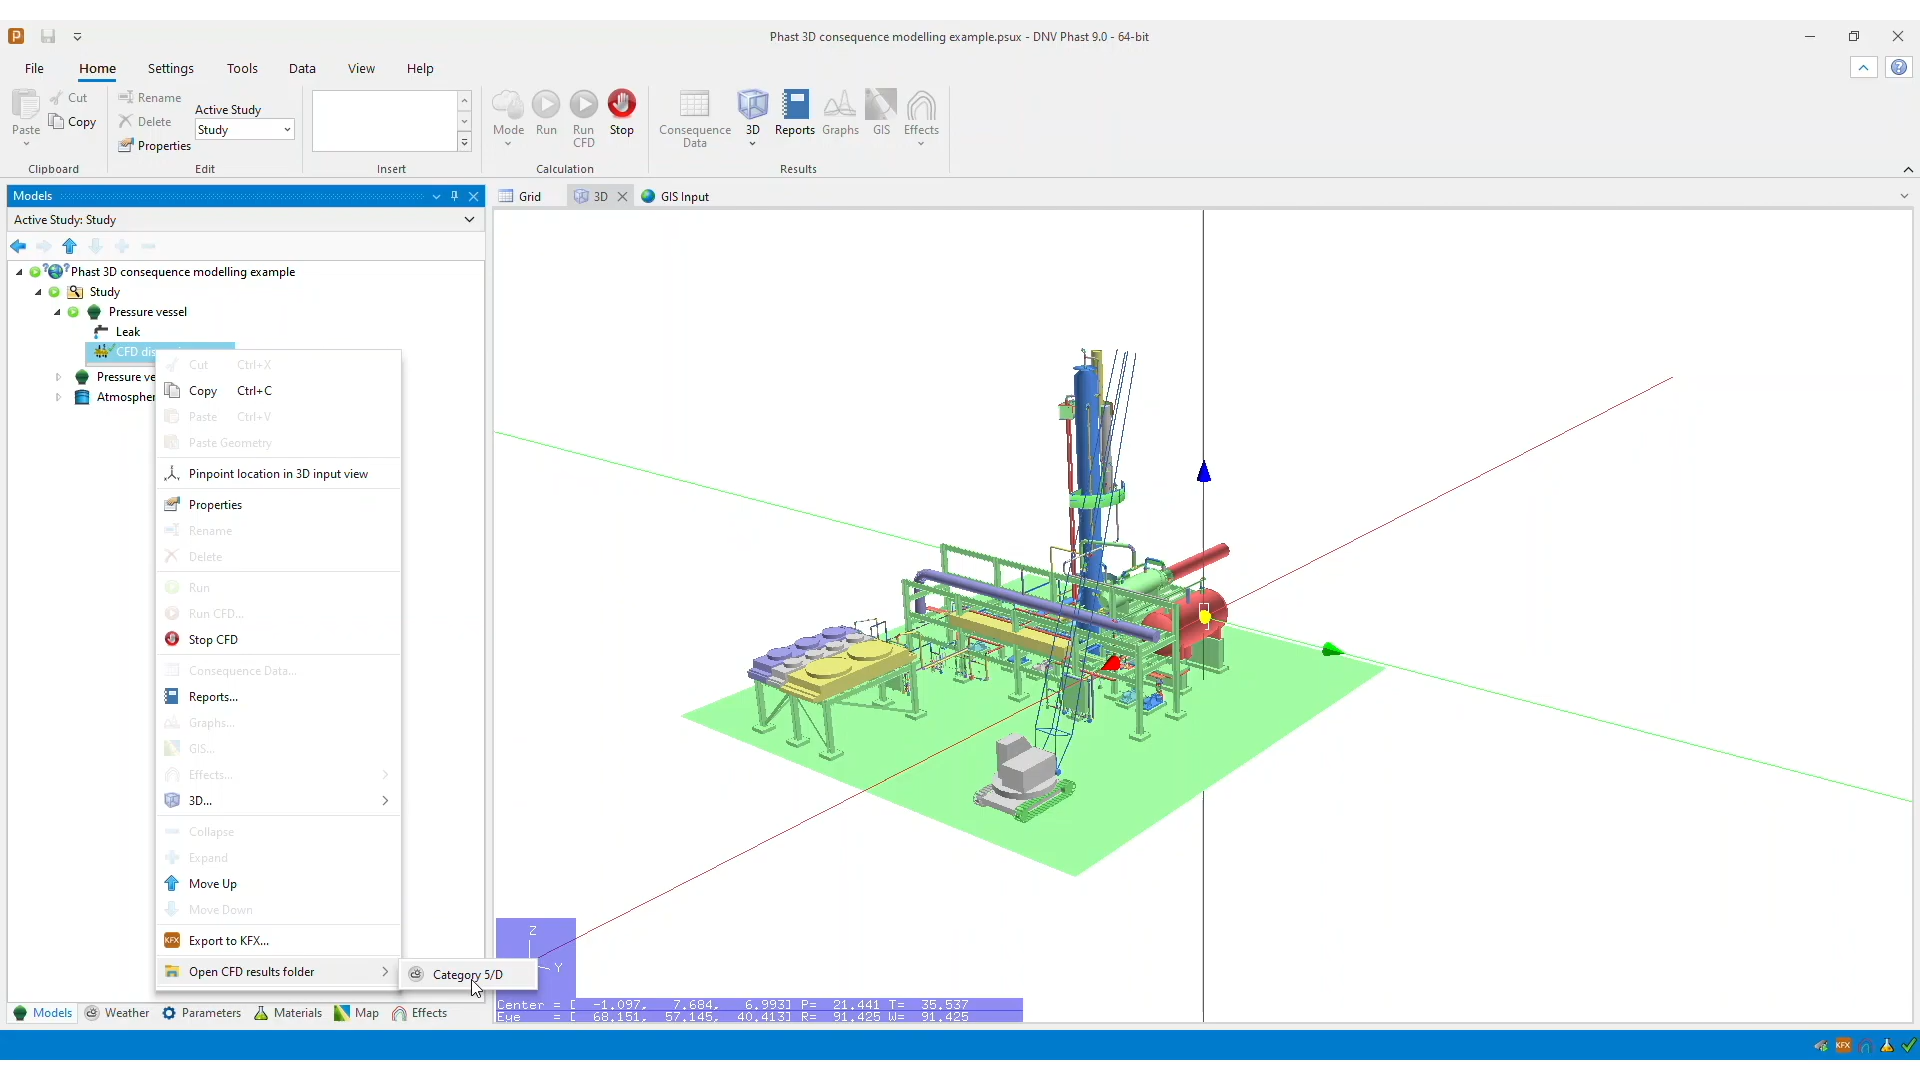 Phast 3D consequence modelling example.psux - DNV Phast 9.0 - 64-bit
File Home Settings Tools Data View Help
Paste
Cut
Copy
Clipboard
Rename
Delete
Properties
Active Study
Study
Edit
Insert
Mode
Run
Run CFD
Stop
Calculation
Consequence Data
3D
Reports
Graphs
GIS
Effects
Results
Models
Active Study: Study
Phast 3D consequence modelling example
Study
Pressure vessel
Leak
CFD
Pressure
Grid 3D GIS Input
Cut Ctrl+X
Copy Ctrl+C
Paste Ctrl+V
Paste Geometry
Pinpoint location in 3D input view
Properties
Rename
Delete
Run
Run CFD...
Stop CFD
Consequence Data...
Reports...
Graphs...
GIS...
Effects...
3D...
Collapse
Expand
Move Up
Move Down
KFX Export to KFX...
Open CFD results folder
Category 5/D
Z
Y
Center = [ -1.097, 7.684, 6.993] P= 21.441 T= 35.537
Eye = [ 68.151, 57.145, 40.413] R= 91.425 W= 91.425
Models Weather Parameters Materials Map Effects
KFX